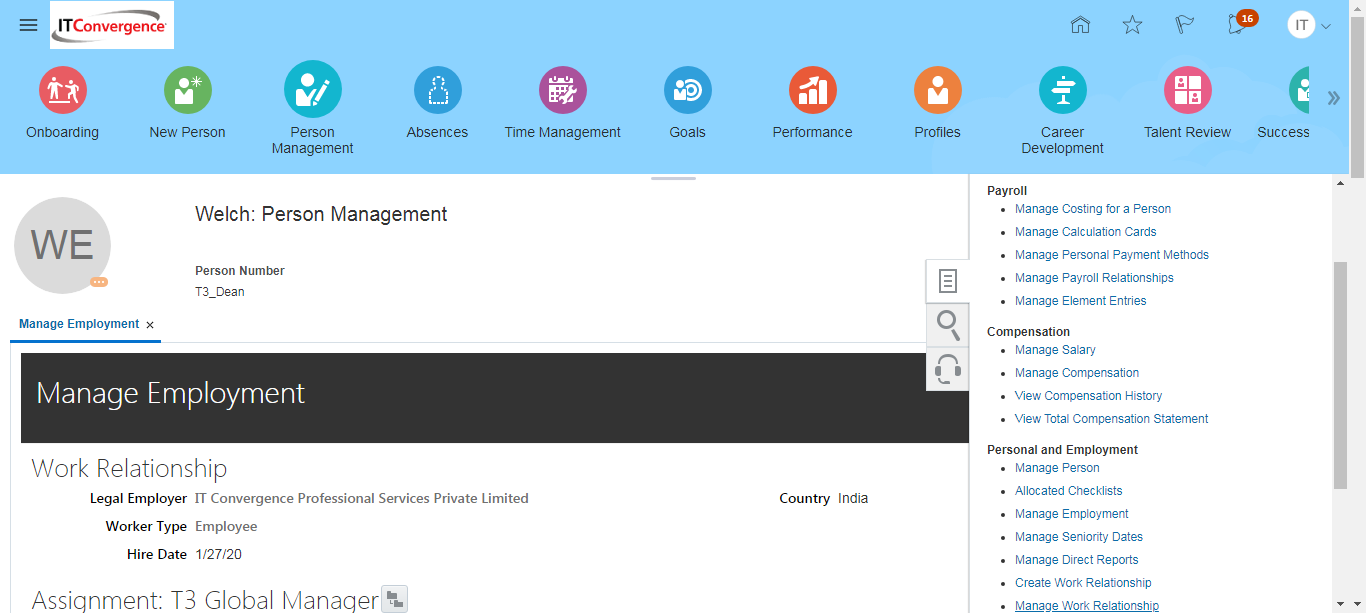 ITConvergence
16
IT
Onboarding
New Person
Person
Management
Absences
Time Management
Goals
Performance
Profiles
Career
Development
Talent Review
Success
WE
Welch: Person Management
Person Number
T3_Dean
Manage Employment
Manage Employment
Work Relationship
Legal Employer IT Convergence Professional Services Private Limited
Country India
Worker Type Employee
Hire Date 1/27/20
Assignment: T3 Global Manager
Payroll
Manage Costing for a Person
Manage Calculation Cards
Manage Personal Payment Methods
Manage Payroll Relationships
Manage Element Entries
Compensation
Manage Salary
Manage Compensation
View Compensation History
View Total Compensation Statement
Personal and Employment
Manage Person
Allocated Checklists
Manage Employment
Manage Seniority Dates
Manage Direct Reports
Create Work Relationship
Manage Work Relationship